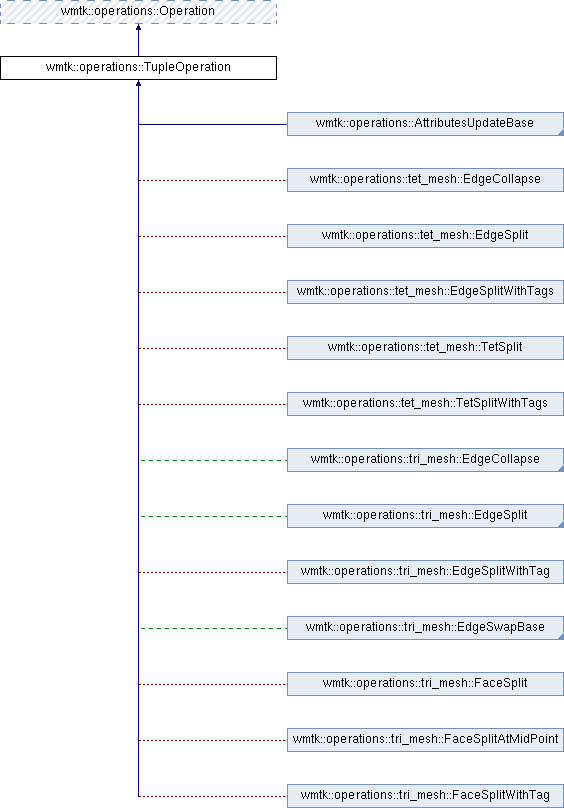 wmtk::operations::Operation
wmtk::operations::TupleOperation
wmtk::operations::AttributesUpdateBase
wmtk::operations::tet_mesh::EdgeCollapse
wmtk::operations::tet_mesh::EdgeSplit
wmtk::operations::tet_mesh::EdgeSplitWithTags
wmtk::operations::tet_mesh::TetSplit
wmtk::operations::tet_mesh::TetSplitWithTags
wmtk::operations::tri_mesh::EdgeCollapse
wmtk::operations::tri_mesh::EdgeSplit
wmtk::operations::tri_mesh::EdgeSplitWithTag
wmtk::operations::tri_mesh::EdgeSwapBase
wmtk::operations::tri_mesh::FaceSplit
wmtk::operations::tri_mesh::FaceSplitAtMidPoint
wmtk::operations::tri_mesh::FaceSplitWithTag